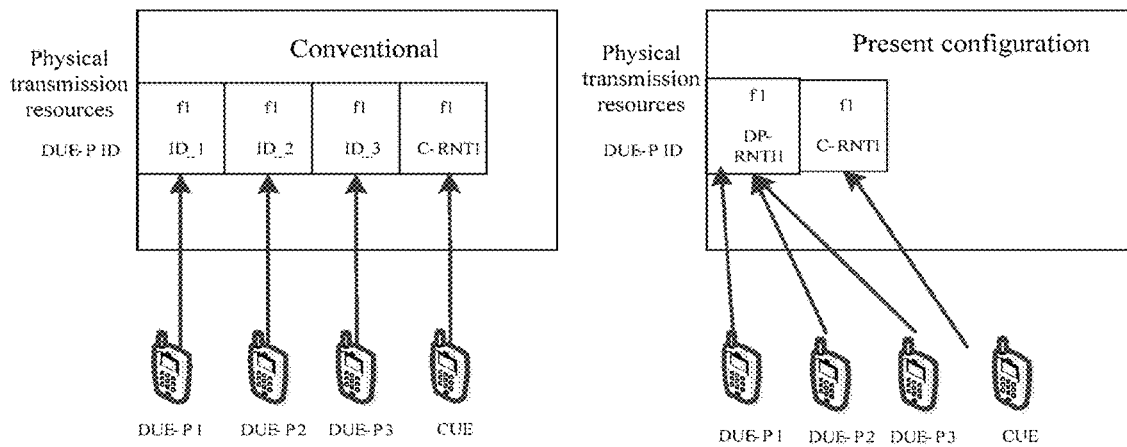 Conventional
Physical
transmission
resources
DUE-P ID
f1
f1
f1
f1
ID_1
ID_2
ID_3
C-RNTI
DUE-P1
DUE-P2
DUE-P3
CUE
Present configuration
Physical
transmission
resources
DUE-P ID
f1
f1
DP-
RNTI1
C-RNTI
DUE-P1
DUE-P2
DUE-P3
CUE